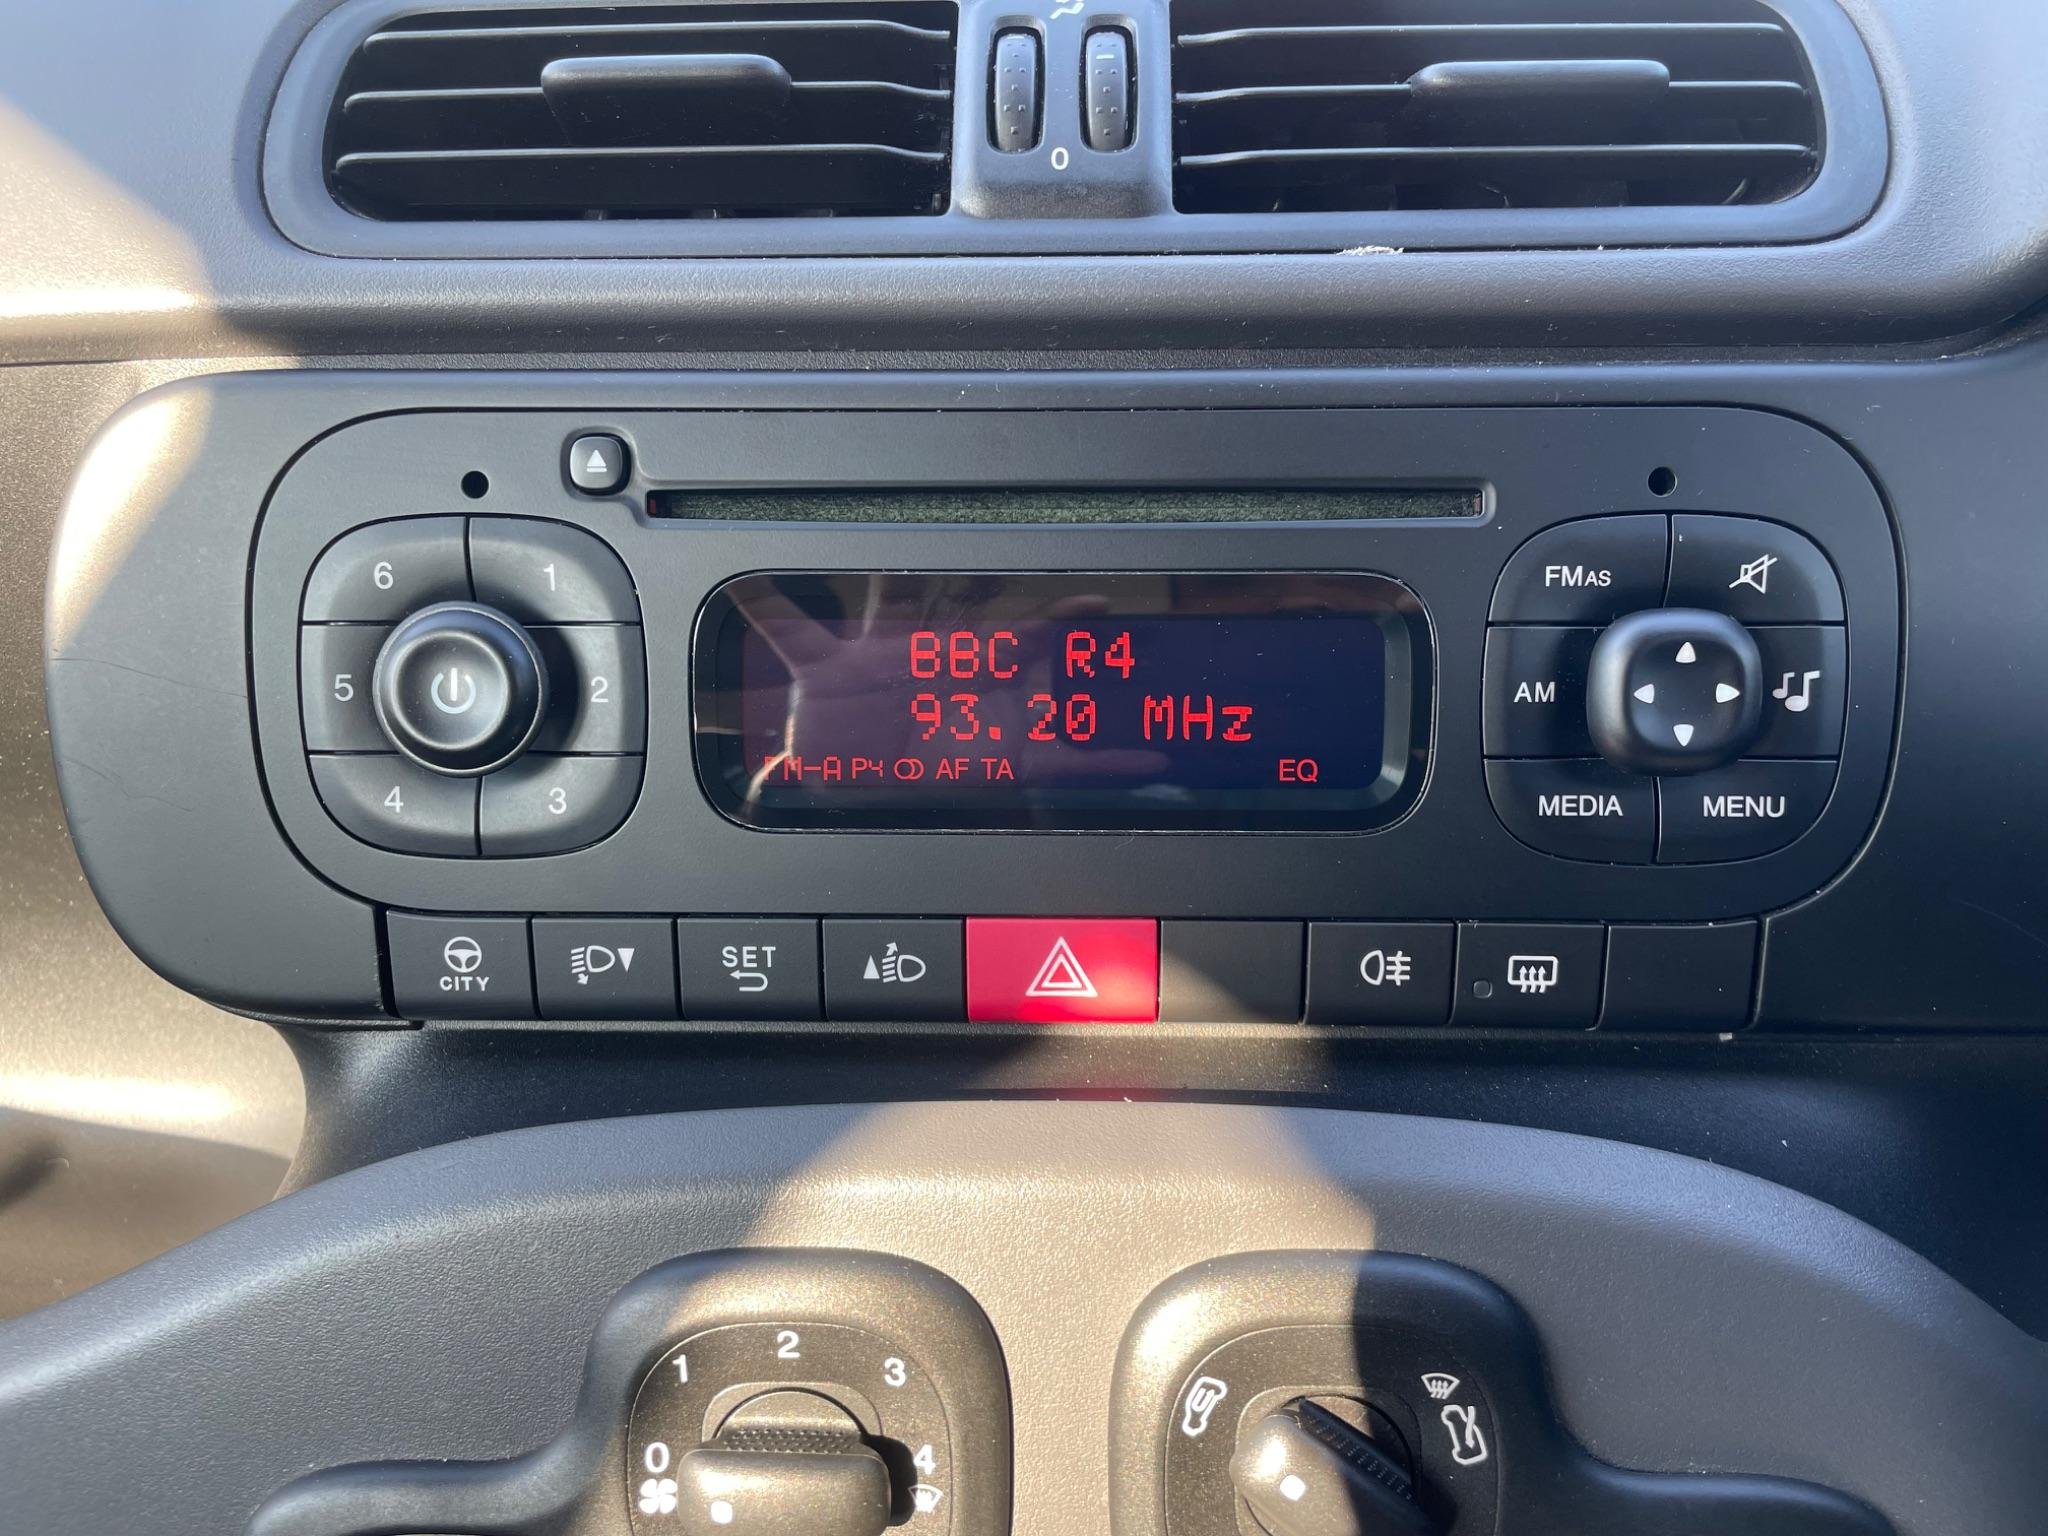 0
6 1
5 2
4 3
BBC R4
93.20 MHz
FM-A P4 AF TA EQ
FMAS
AM
MEDIA MENU
CITY
SET
0 1 2 3 4